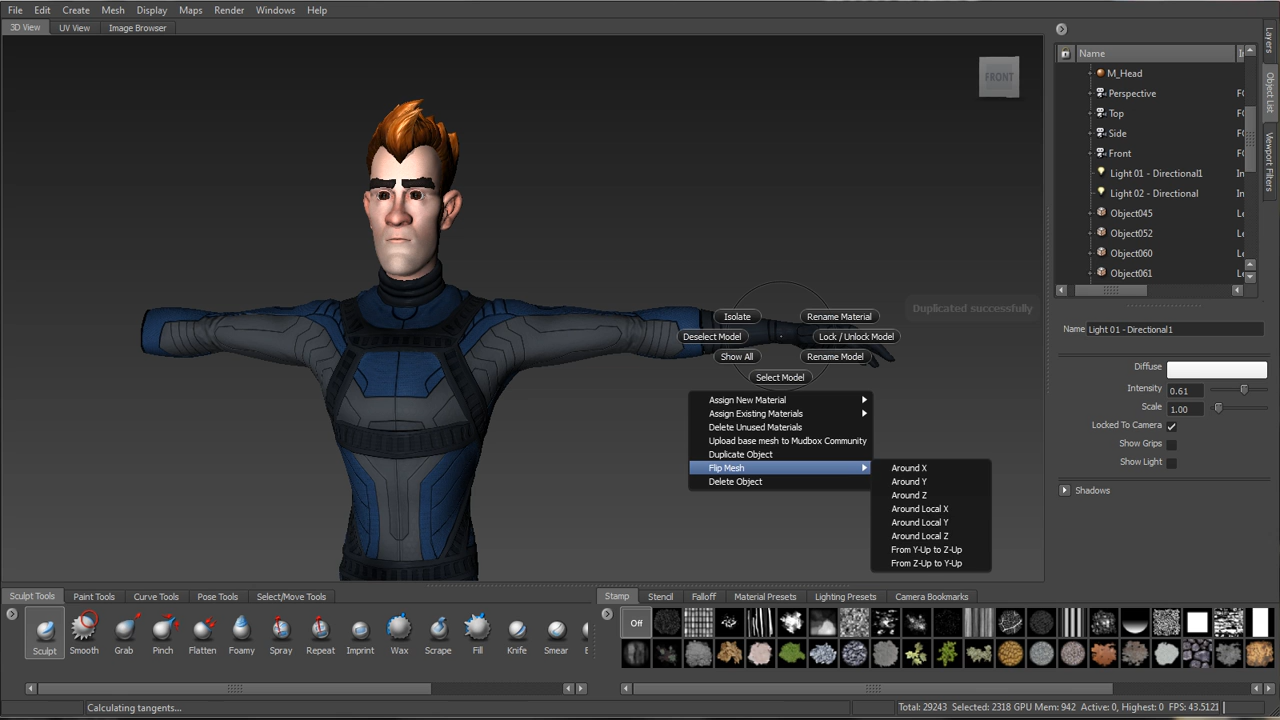 File Edit Create Mesh Display Maps Render Windows Help
3D View UV View Image Browser
FRONT
Name
M_Head
Perspective
Top
Side
Front
Light 01 - Directional1
Light 02 - Directional
Object045
Object052
Object060
Object061
Layers
Object List
Viewport Filters
Duplicated successfully
Isolate
Rename Material
Deselect Model
Lock / Unlock Model
Show All
Rename Model
Select Model
Assign New Material
Assign Existing Materials
Delete Unused Materials
Upload base mesh to Mudbox Community
Duplicate Object
Flip Mesh
Delete Object
Around X
Around Y
Around Z
Around Local X
Around Local Y
Around Local Z
From Y-Up to Z-Up
From Z-Up to Y-Up
Name Light 01 - Directional1
Diffuse
Intensity 0.61
Scale 1.00
Locked To Camera
Show Grips
Show Light
Shadows
Sculpt Tools Paint Tools Curve Tools Pose Tools Select/Move Tools
Sculpt Smooth Grab Pinch Flatten Foamy Spray Repeat Imprint Wax Scrape Fill Knife Smear
Stamp Stencil Falloff Material Presets Lighting Presets Camera Bookmarks
Off
Calculating tangents...
Total: 29243 Selected: 2318 GPU Mem: 942 Active: 0, Highest: 0 FPS: 43.5121